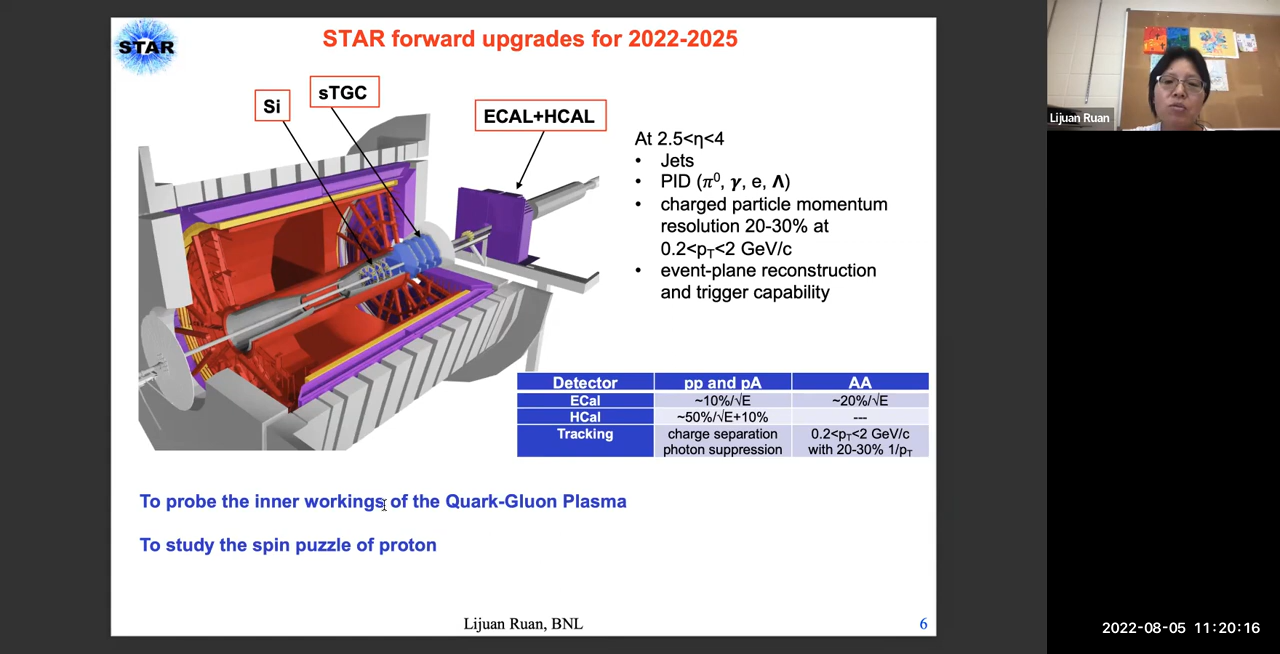 STAR
STAR forward upgrades for 2022-2025
Si
sTGC
ECAL+HCAL
At 2.5<η<4
• Jets
• PID (π⁰, γ, e, Λ)
• charged particle momentum
resolution 20-30% at
0.2<p_T<2 GeV/c
• event-plane reconstruction
and trigger capability
Detector pp and pA AA
ECal ~10%/√E ~20%/√E
HCal ~50%/√E+10% ---
Tracking charge separation 0.2<p_T<2 GeV/c
photon suppression with 20-30% 1/p_T
To probe the inner workings of the Quark-Gluon Plasma
To study the spin puzzle of proton
Lijuan Ruan, BNL
6
Lijuan Ruan
2022-08-05 11:20:16